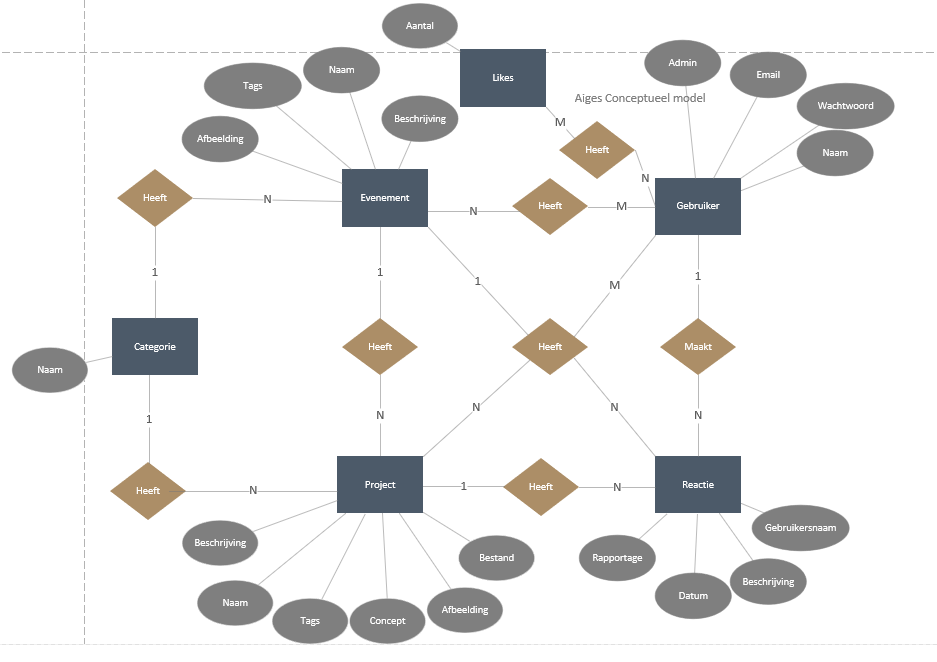 Aantal
Naam
Likes
Admin
Email
Tags
Aiges Conceptueel model
Wachtwoord
Beschrijving
M
Afbeelding
Heeft
Naam
N
Heeft
N
Evenement
N
Heeft
M
Gebruiker
1
1
1
M
1
Categorie
Heeft
Heeft
Maakt
Naam
1
N
N
N
N
Heeft
N
Project
1
Heeft
N
Reactie
Beschrijving
Gebruikersnaam
Bestand
Rapportage
Naam
Tags
Concept
Afbeelding
Datum
Beschrijving